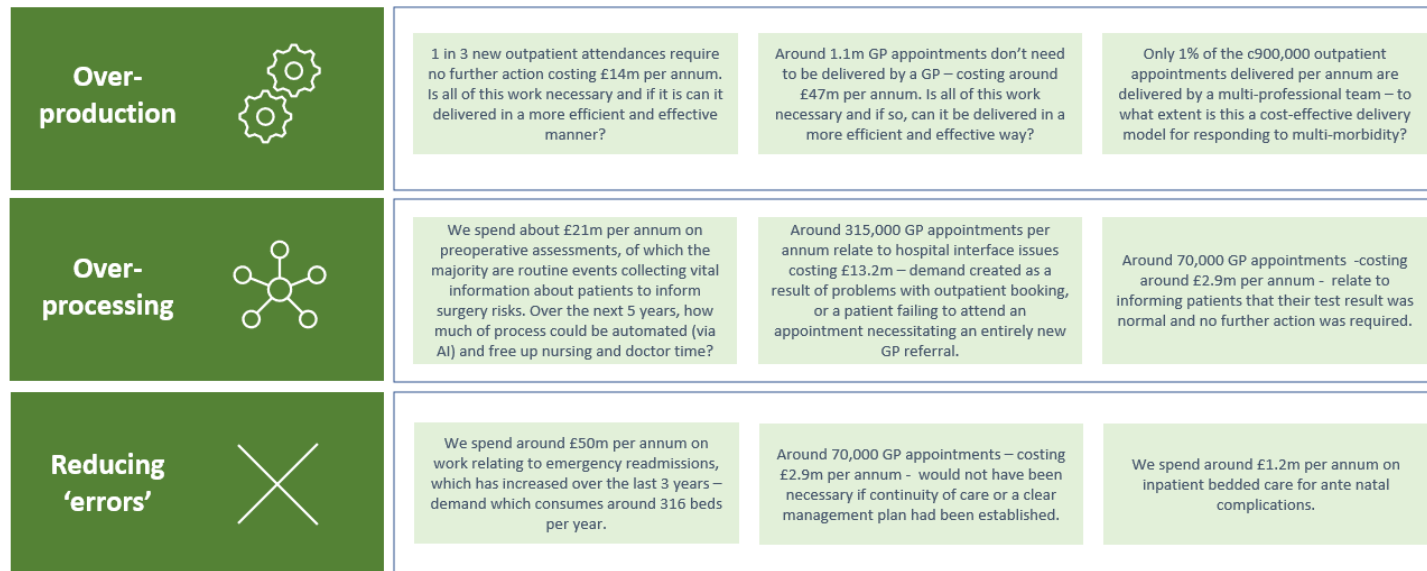 Over-
production
1 in 3 new outpatient attendances require
no further action costing £14m per annum.
Is all of this work necessary and if it is can it
delivered in a more efficient and effective
manner?
Around 1.1m GP appointments don’t need
to be delivered by a GP – costing around
£47m per annum. Is all of this work
necessary and if so, can it be delivered in a
more efficient and effective way?
Only 1% of the c900,000 outpatient
appointments delivered per annum are
delivered by a multi-professional team – to
what extent is this a cost-effective delivery
model for responding to multi-morbidity?
Over-
processing
We spend about £21m per annum on
preoperative assessments, of which the
majority are routine events collecting vital
information about patients to inform
surgery risks. Over the next 5 years, how
much of process could be automated (via
AI) and free up nursing and doctor time?
Around 315,000 GP appointments per
annum relate to hospital interface issues
costing £13.2m – demand created as a
result of problems with outpatient booking,
or a patient failing to attend an
appointment necessitating an entirely new
GP referral.
Around 70,000 GP appointments -costing
around £2.9m per annum - relate to
informing patients that their test result was
normal and no further action was required.
Reducing
‘errors’
We spend around £50m per annum on
work relating to emergency readmissions,
which has increased over the last 3 years –
demand which consumes around 316 beds
per year.
Around 70,000 GP appointments – costing
£2.9m per annum - would not have been
necessary if continuity of care or a clear
management plan had been established.
We spend around £1.2m per annum on
inpatient bedded care for ante natal
complications.